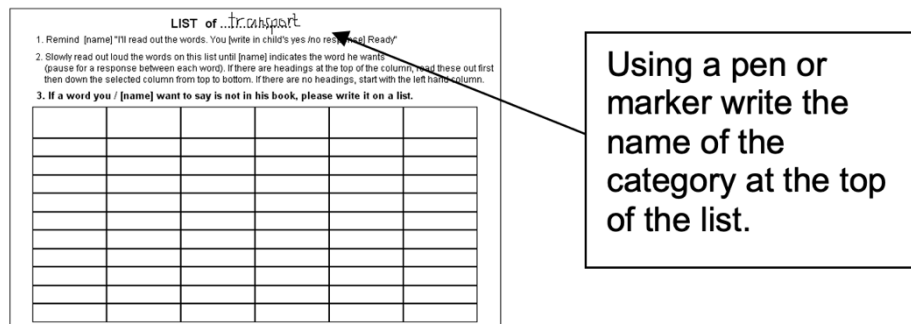 LIST of ....transport
1. Remind [name] "I'll read out the words. You [write in child's yes /no response] Ready"
2. Slowly read out loud the words on this list until [name] indicates the word he wants
(pause for a response between each word). If there are headings at the top of the column, read these out first
then down the selected column from top to bottom. If there are no headings, start with the left hand column.
3. If a word you / [name] want to say is not in his book, please write it on a list.
Using a pen or
marker write the
name of the
category at the top
of the list.